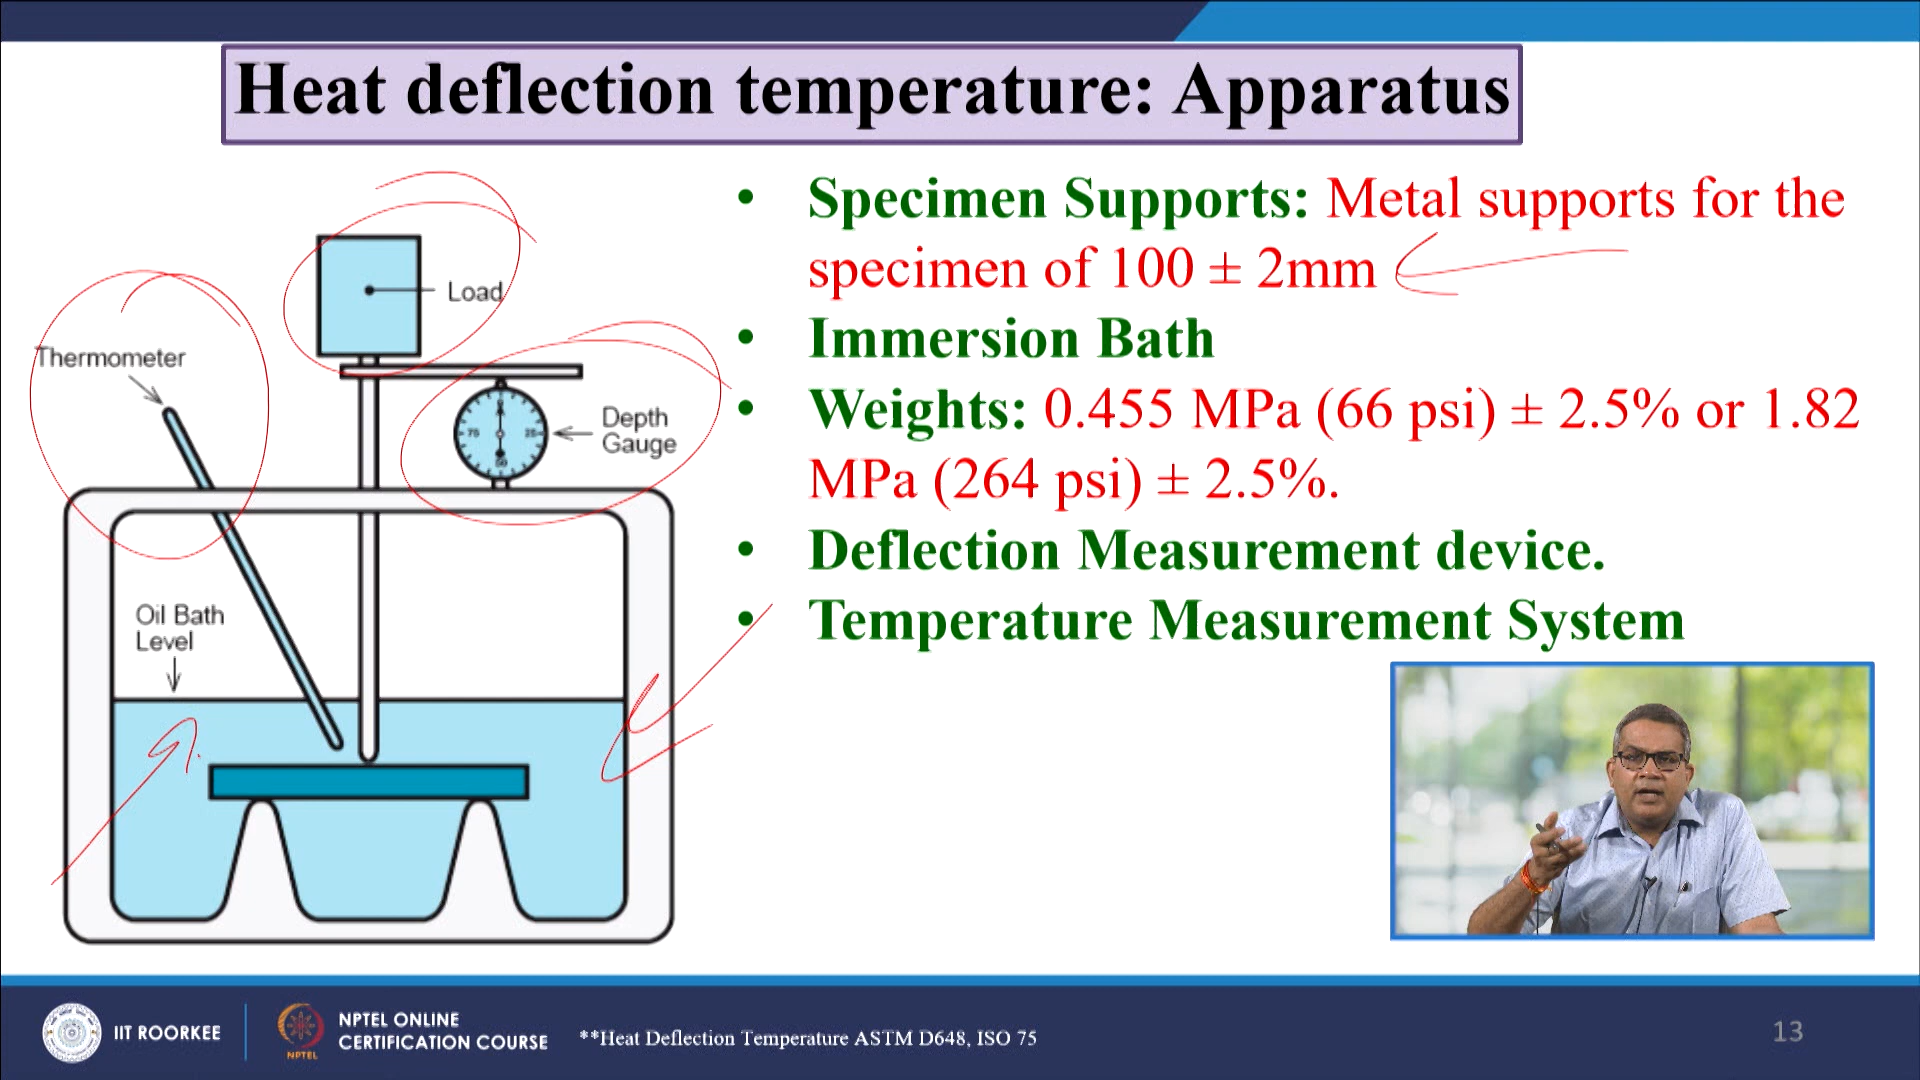 Heat deflection temperature: Apparatus
• Specimen Supports: Metal supports for the
specimen of 100 ± 2mm
• Immersion Bath
• Weights: 0.455 MPa (66 psi) ± 2.5% or 1.82
MPa (264 psi) ± 2.5%.
• Deflection Measurement device.
• Temperature Measurement System
Load
Thermometer
Depth
Gauge
Oil Bath
Level
IIT ROORKEE
NPTEL
NPTEL ONLINE
CERTIFICATION COURSE
**Heat Deflection Temperature ASTM D648, ISO 75
13